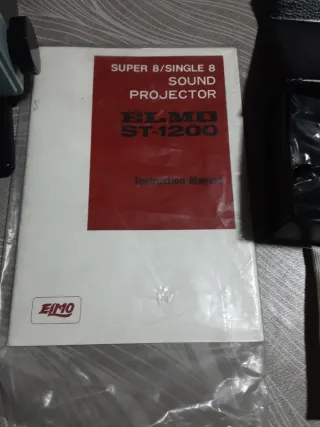 SUPER 8/SINGLE 8
SOUND
PROJECTOR
ELMO
ST-1200
Instruction Manual
ELMO